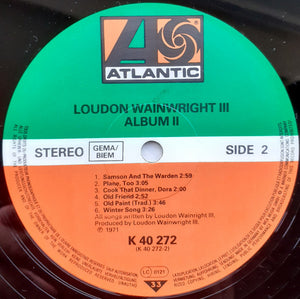 ATLANTIC
LOUDON WAINWRIGHT III
ALBUM II
STEREO
GEMA/
BIEM
SIDE 2
1. Samson And The Warden 2:59
2. Plane, Too 3:05
3. Cook That Dinner, Dora 2:00
4. Old Friend 2:52
5. Old Paint (Trad.) 3:46
6. Winter Song 3:26
All songs written by Loudon Wainwright III.
Produced by Loudon Wainwright III.
℗ 1971
K 40 272
(K 40 272-2)
LC 0121
33